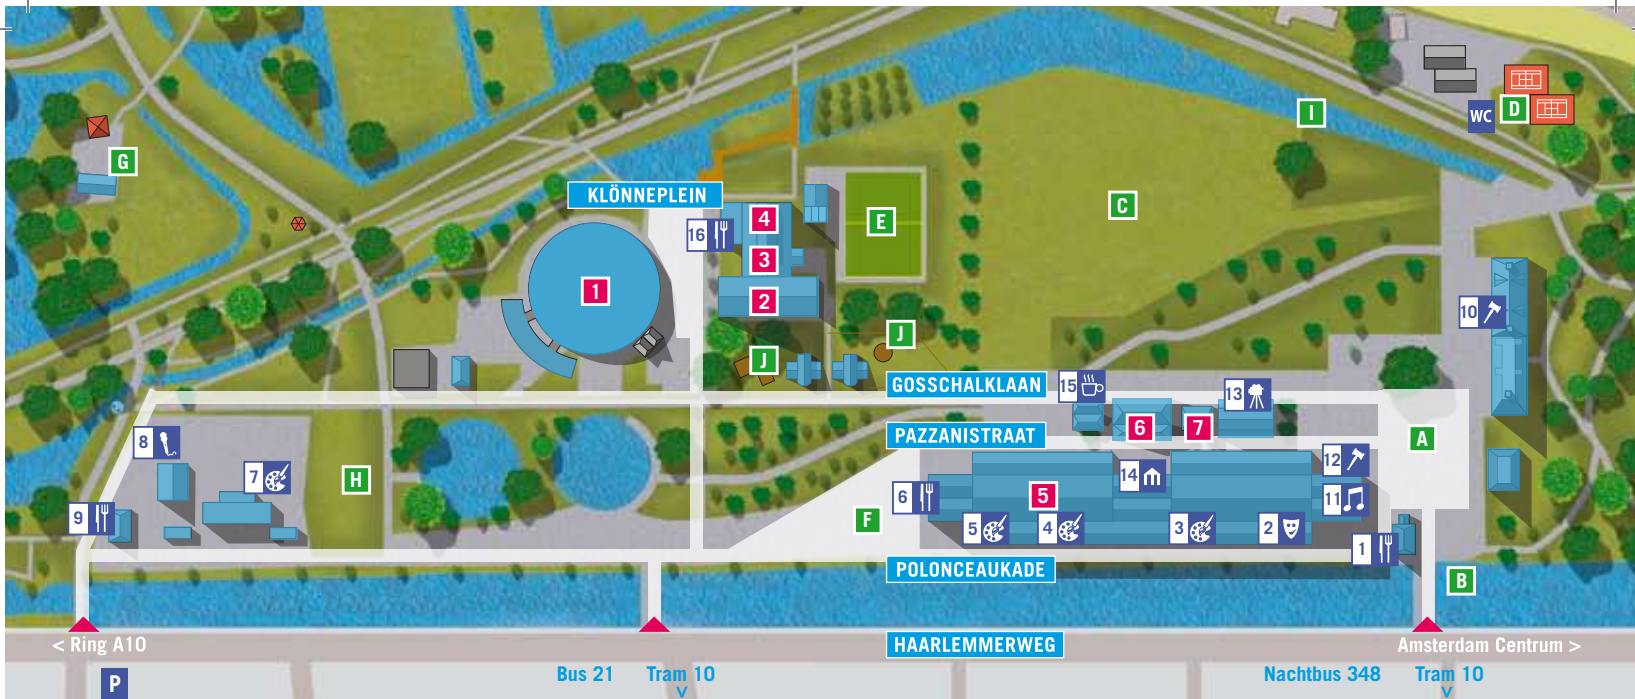 I
D
WC
G
C
KLÖNNEPLEIN
4
E
16
3
1
2
10
J
J
GOSSCHALKLAAN
15
13
PAZZANISTRAAT
6
7
A
8
12
7
14
H
5
6
11
9
F
5
4
3
2
1
POLONCEAUKADE
B
< Ring A10
HAARLEMMERWEG
Amsterdam Centrum >
P
Bus 21
Tram 10
Nachtbus 348
Tram 10